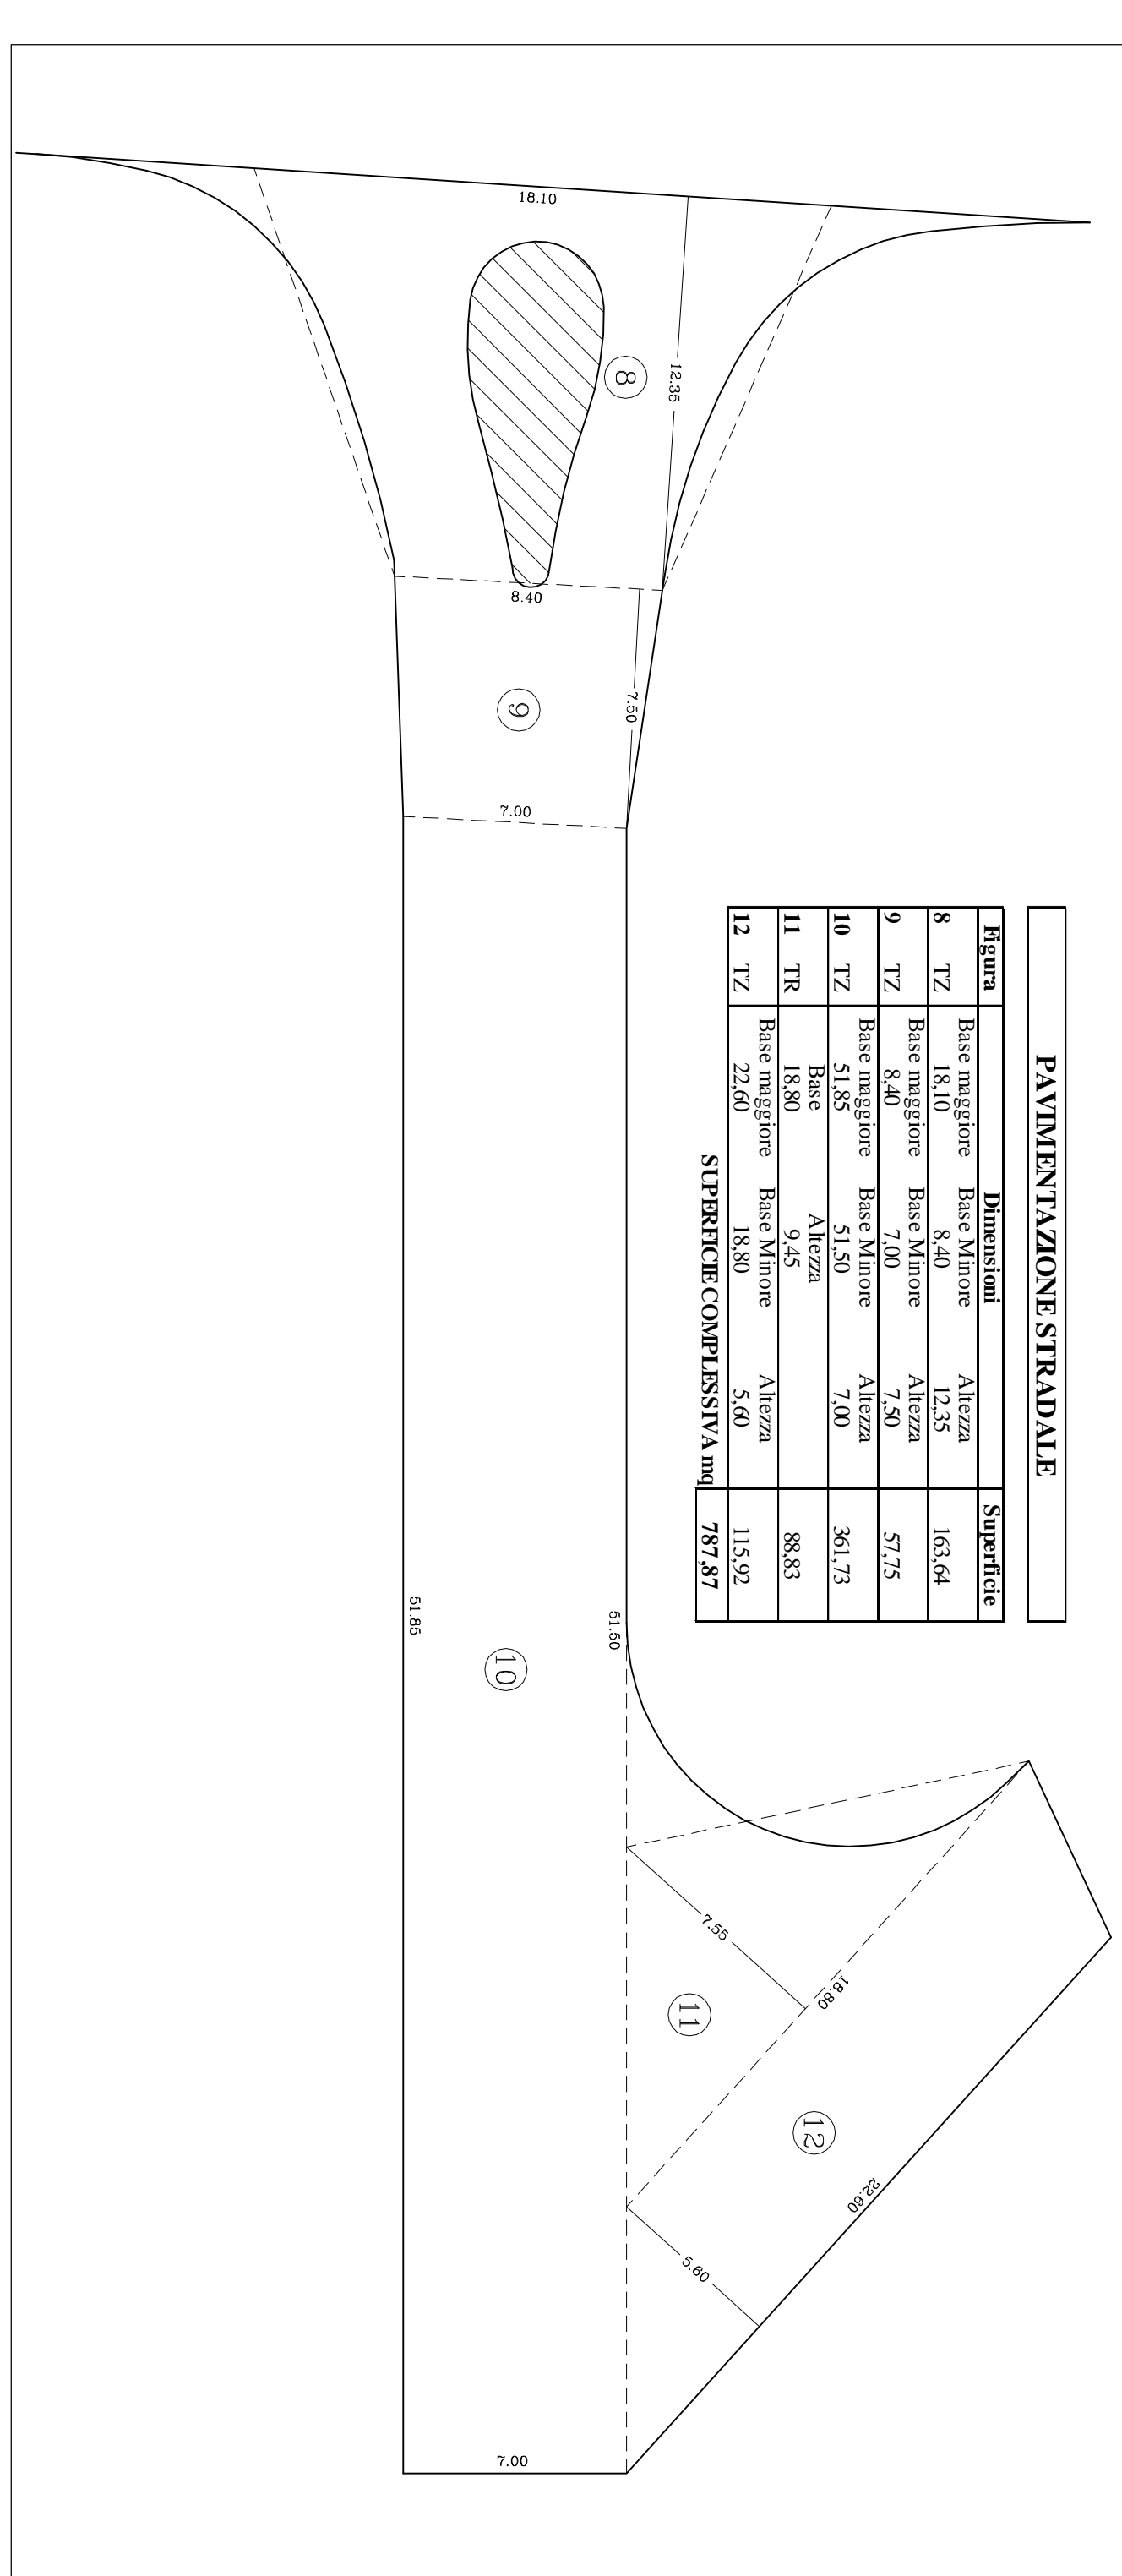 PAVIMENTAZIONE STRADALE
Figura Dimensioni Superficie
Base maggiore Base Minore Altezza
8 TZ 18,10 8,40 12,35 163,64
Base maggiore Base Minore Altezza
9 TZ 8,40 7,00 7,50 57,75
Base maggiore Base Minore Altezza
10 TZ 51,85 51,50 7,00 361,73
Base Altezza
11 TR 18,80 9,45 88,83
Base maggiore Base Minore Altezza
12 TZ 22,60 18,80 5,60 115,92
SUPERFICIE COMPLESSIVA mq 787,87
18.10
12.35
8
8.40
7.50
9
7.00
51.50
51.85
10
7.55
18.80
11
12
22.60
5.60
7.00